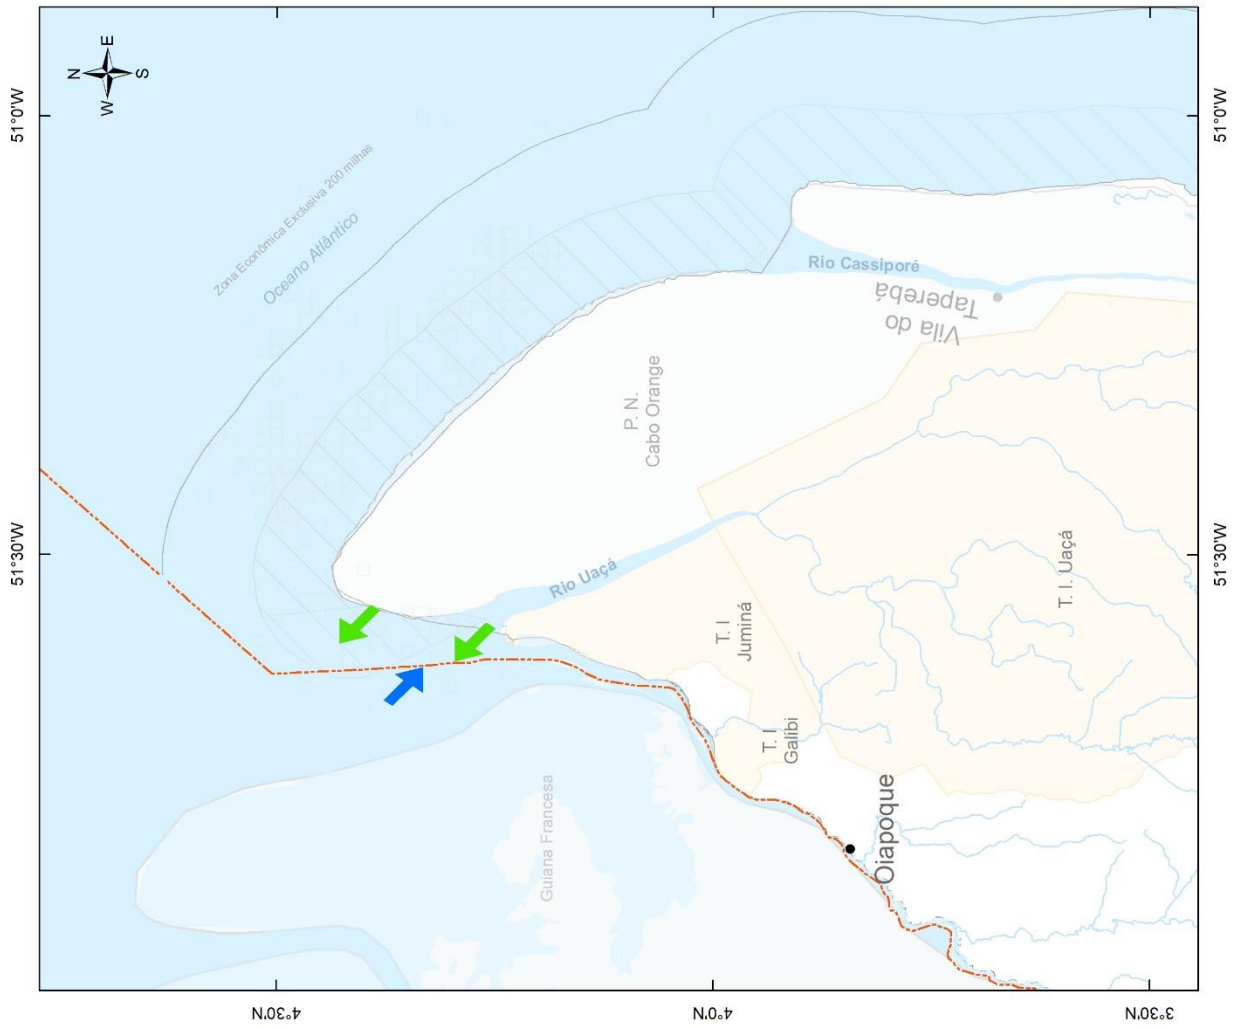 N
W E
S
51°0'W
51°0'W
51°30'W
51°30'W
4°30'N
4°0'N
3°30'N
Zona Econômica Exclusiva 200 milhas
Oceano Atlântico
Rio Cassiporé
Vila do
Taperebá
P. N.
Cabo Orange
Rio Uaçá
T. I
Juminá
T. I. Uaçá
T. I
Galibi
Oiapoque
Guiana Francesa